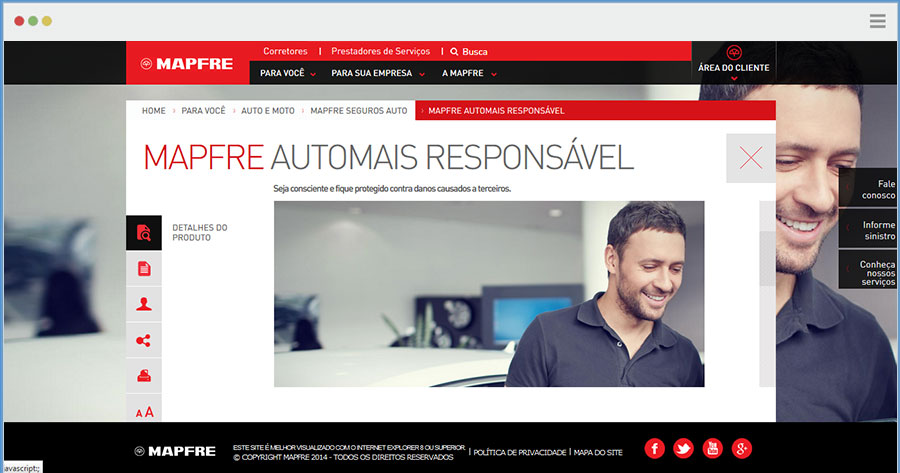 Corretores | Prestadores de Serviços | Busca
MAPFRE
PARA VOCÊ
PARA SUA EMPRESA
A MAPFRE
ÁREA DO CLIENTE
HOME › PARA VOCÊ › AUTO E MOTO › MAPFRE SEGUROS AUTO › MAPFRE AUTOMAIS RESPONSÁVEL
MAPFRE AUTOMAIS RESPONSÁVEL
Seja consciente e fique protegido contra danos causados a terceiros.
DETALHES DO
PRODUTO
AA
Fale
conosco
Informe
sinistro
Conheça
nossos
serviços
MAPFRE
ESTE SITE É MELHOR VISUALIZADO COM O INTERNET EXPLORER 8 OU SUPERIOR.
© COPYRIGHT MAPFRE 2014 - TODOS OS DIREITOS RESERVADOS
| POLÍTICA DE PRIVACIDADE | MAPA DO SITE
f
You
Tube
g+
avascript:;